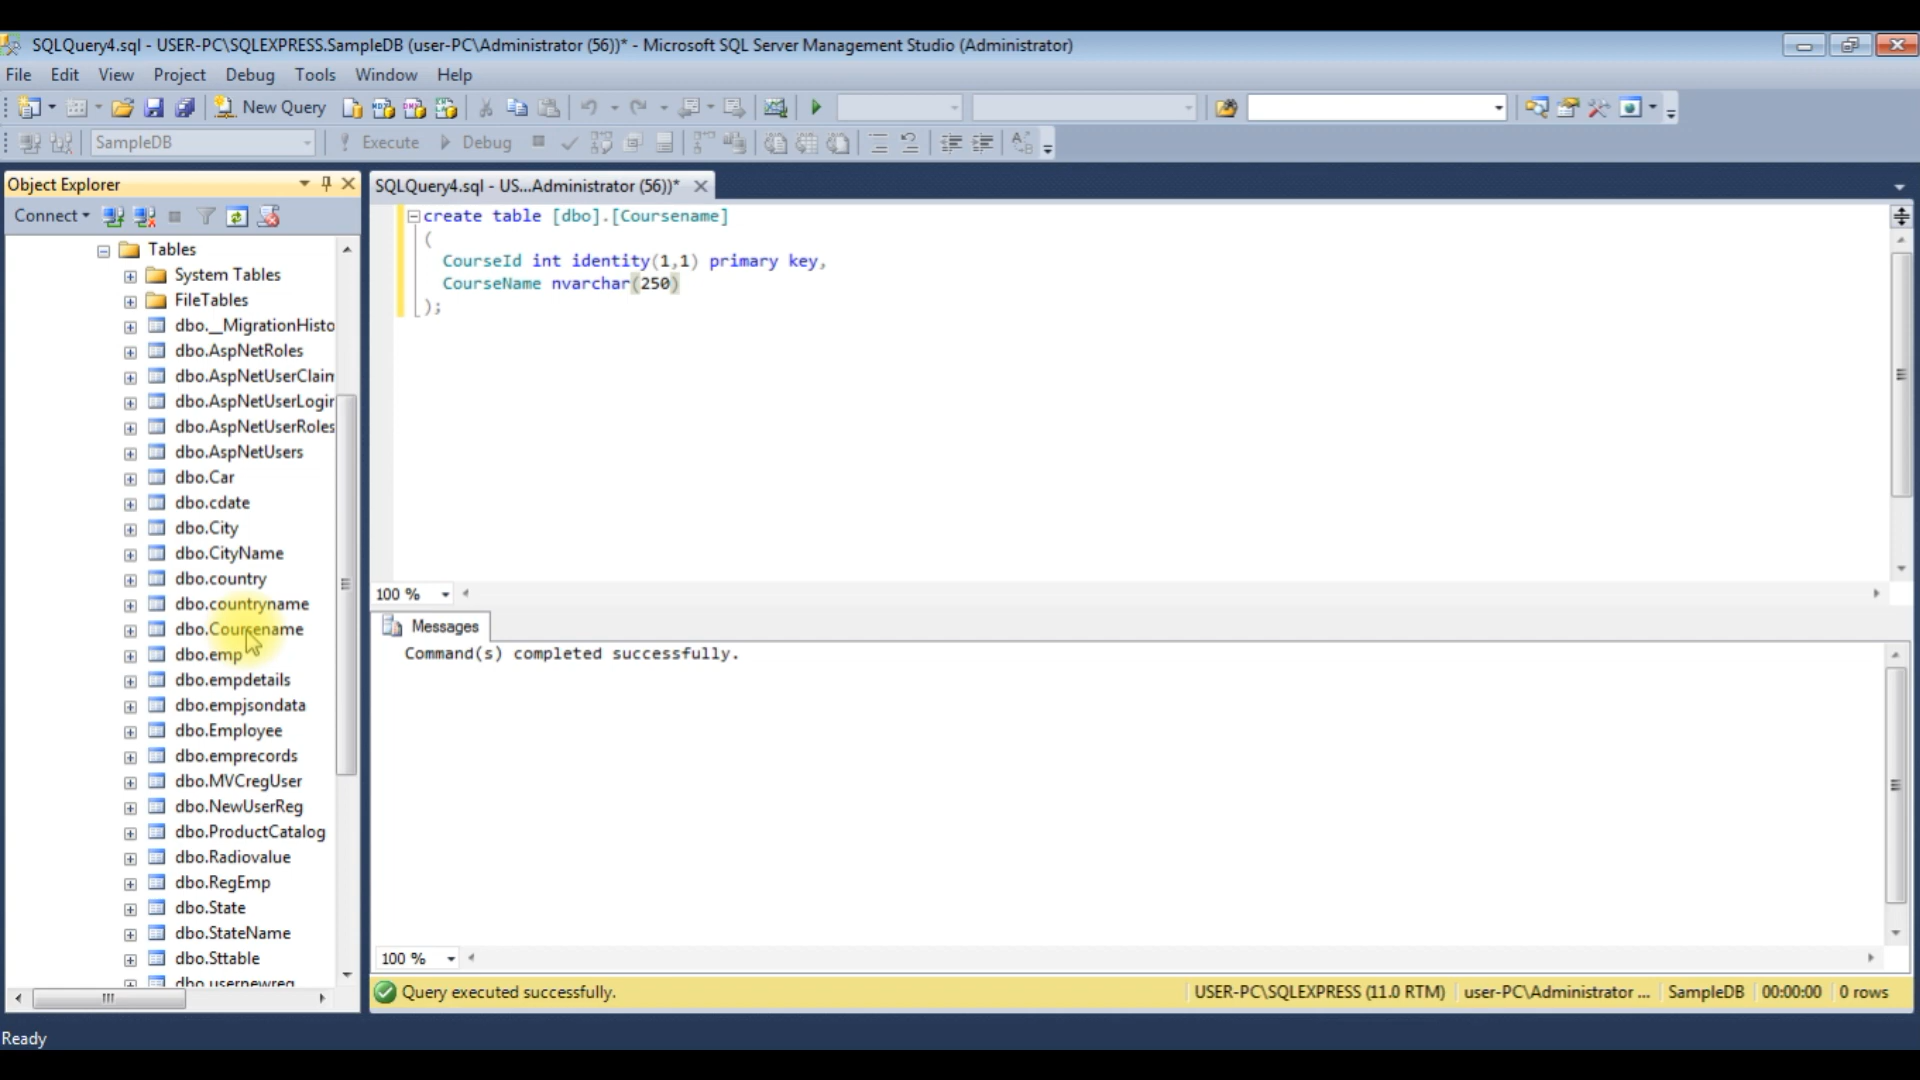 SQLQuery4.sql - USER-PC\SQLEXPRESS.SampleDB (user-PC\Administrator (56))* - Microsoft SQL Server Management Studio (Administrator)
File Edit View Project Debug Tools Window Help
New Query
SampleDB Execute Debug
Object Explorer
Connect
Tables
System Tables
FileTables
dbo.__MigrationHisto
dbo.AspNetRoles
dbo.AspNetUserClaim
dbo.AspNetUserLogin
dbo.AspNetUserRoles
dbo.AspNetUsers
dbo.Car
dbo.cdate
dbo.City
dbo.CityName
dbo.country
dbo.countryname
dbo.Coursename
dbo.emp
dbo.empdetails
dbo.empjsondata
dbo.Employee
dbo.emprecords
dbo.MVCregUser
dbo.NewUserReg
dbo.ProductCatalog
dbo.Radiovalue
dbo.RegEmp
dbo.State
dbo.StateName
dbo.Sttable
dbo.usernewreg
SQLQuery4.sql - US...Administrator (56))*
create table [dbo].[Coursename]
(
CourseId int identity(1,1) primary key,
CourseName nvarchar(250)
);
100 %
Messages
Command(s) completed successfully.
100 %
Query executed successfully. USER-PC\SQLEXPRESS (11.0 RTM) user-PC\Administrator ... SampleDB 00:00:00 0 rows
Ready